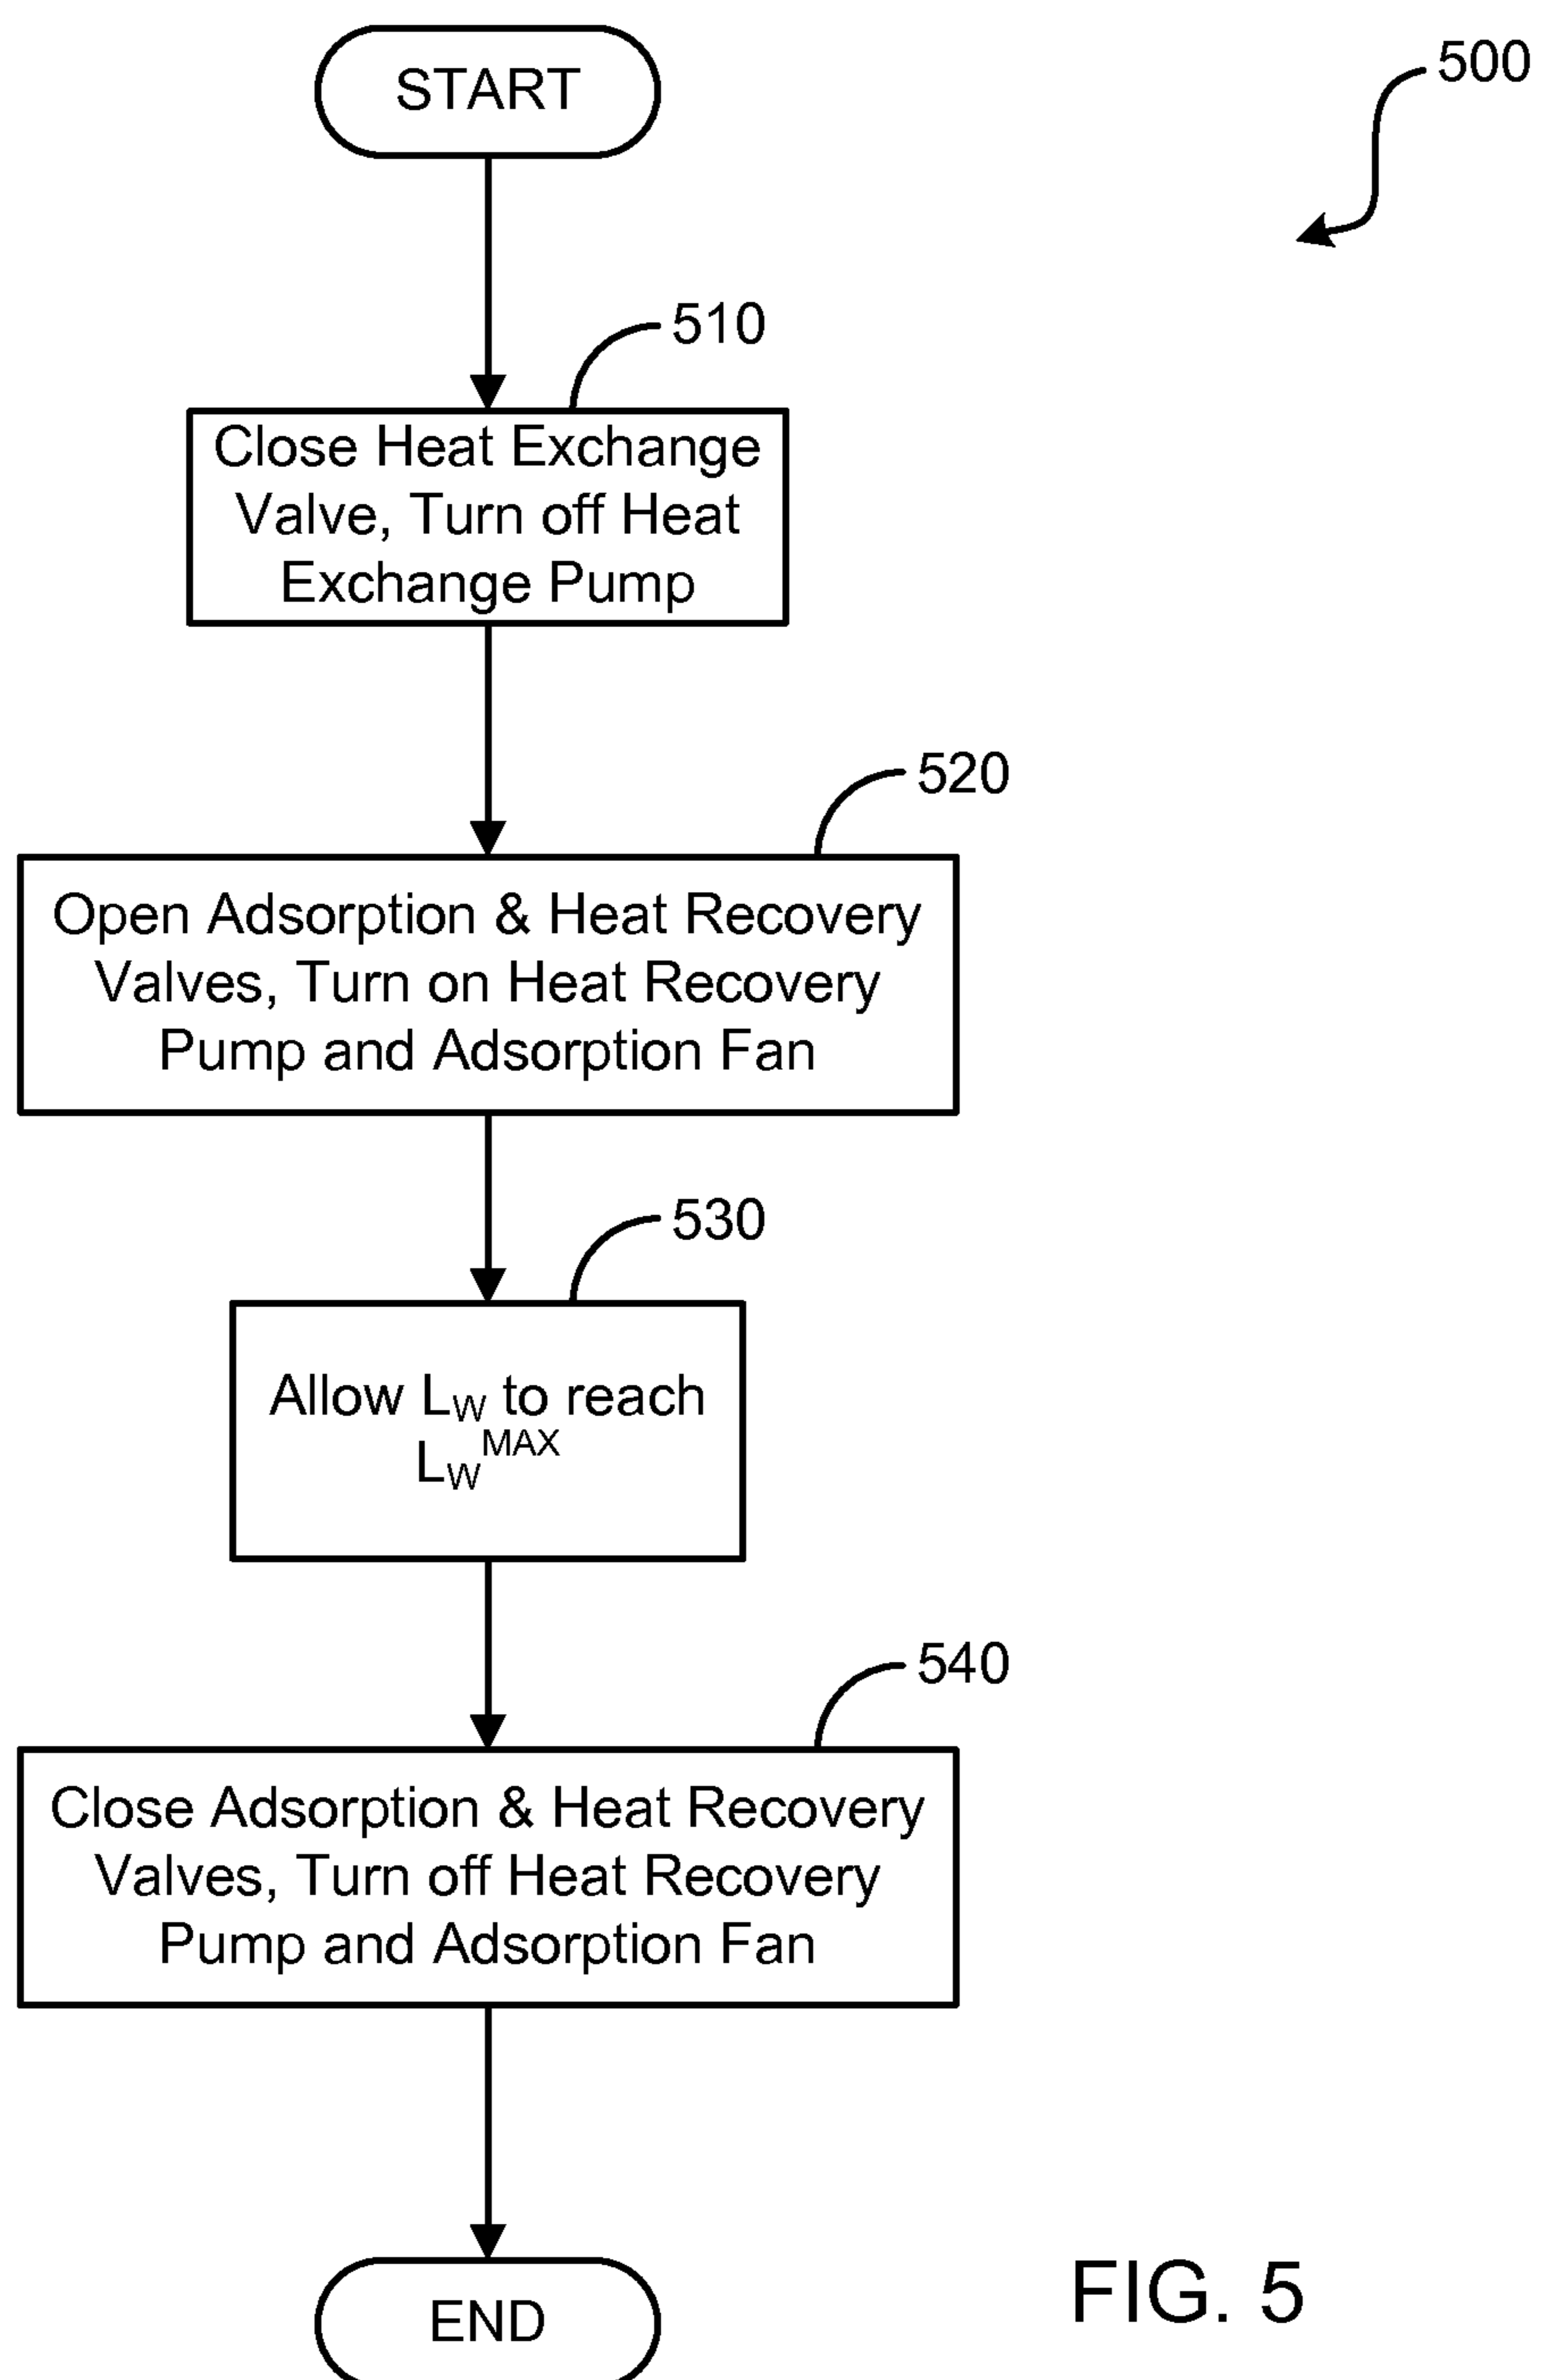 START
500
510
Close Heat Exchange
Valve, Turn off Heat
Exchange Pump
520
Open Adsorption & Heat Recovery
Valves, Turn on Heat Recovery
Pump and Adsorption Fan
530
Allow LW to reach
LW^MAX
540
Close Adsorption & Heat Recovery
Valves, Turn off Heat Recovery
Pump and Adsorption Fan
END
FIG. 5